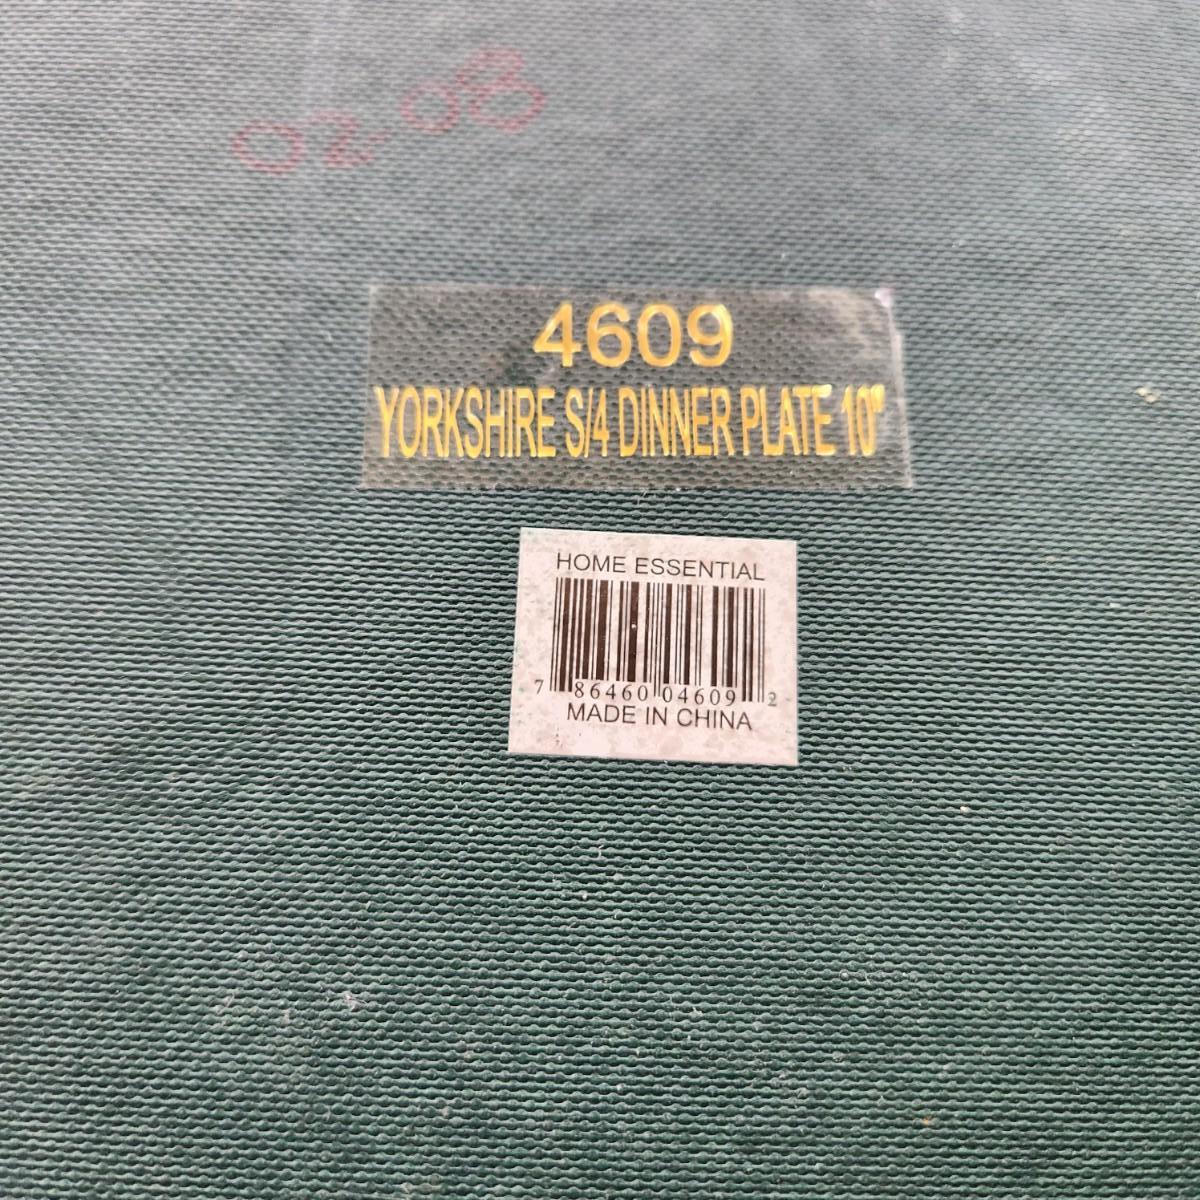 02-08
4609
YORKSHIRE S/4 DINNER PLATE 10"
HOME ESSENTIAL
7 86460 04609 2
MADE IN CHINA